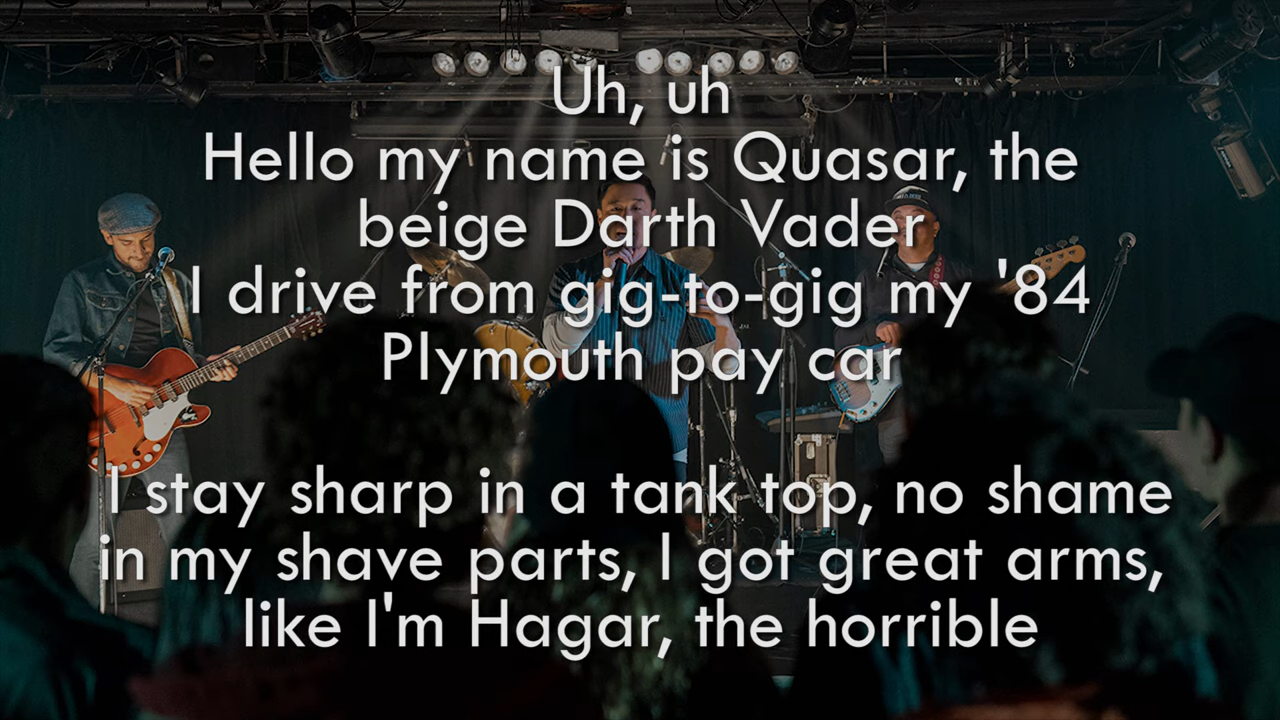 Uh, uh
Hello my name is Quasar, the
beige Darth Vader
I drive from gig-to-gig my '84
Plymouth pay car
I stay sharp in a tank top, no shame
in my shave parts, I got great arms,
like I'm Hagar, the horrible